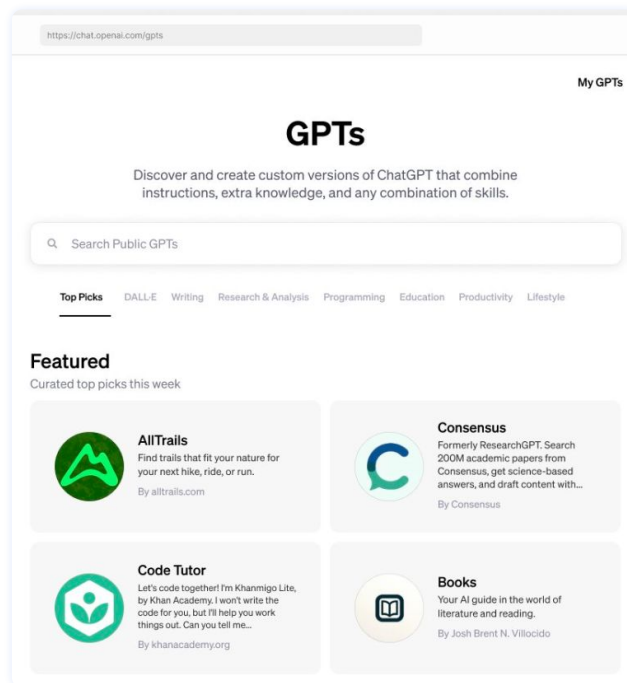 https://chat.openai.com/gpts
My GPTs
GPTs
Discover and create custom versions of ChatGPT that combine
instructions, extra knowledge, and any combination of skills.
Search Public GPTs
Top Picks DALL·E Writing Research & Analysis Programming Education Productivity Lifestyle
Featured
Curated top picks this week
AllTrails
Find trails that fit your nature for
your next hike, ride, or run.
By alltrails.com
Consensus
Formerly ResearchGPT. Search
200M academic papers from
Consensus, get science-based
answers, and draft content with...
By Consensus
Code Tutor
Let's code together! I'm Khanmigo Lite,
by Khan Academy. I won't write the
code for you, but I'll help you work
things out. Can you tell me...
By khanacademy.org
Books
Your AI guide in the world of
literature and reading.
By Josh Brent N. Villocido